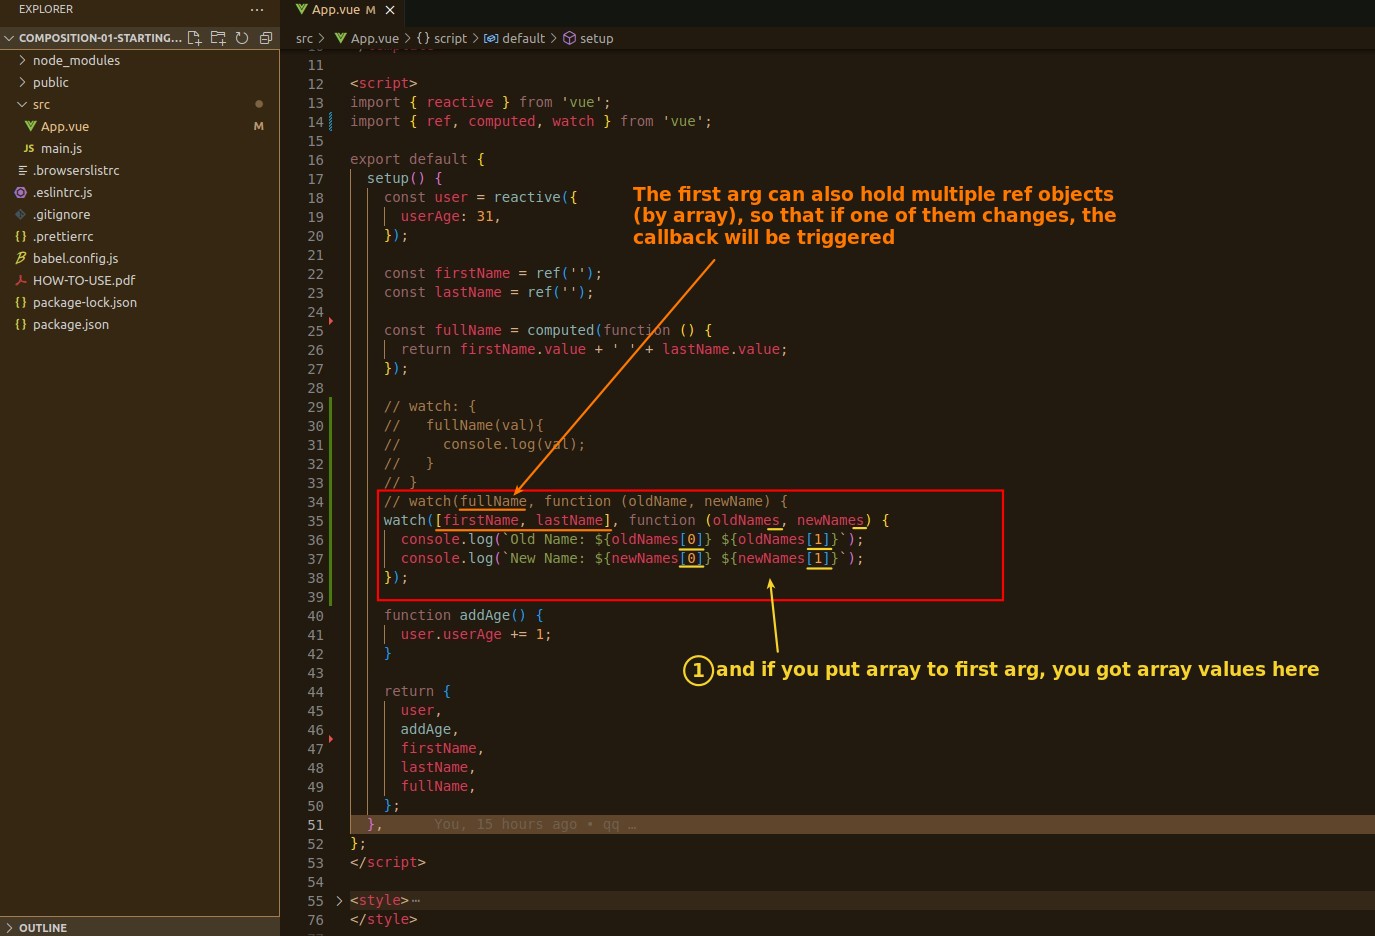 EXPLORER
···
App.vue M
COMPOSITION-01-STARTING...
src > App.vue > {} script > default > setup
node_modules
public
src
App.vue M
JS main.js
.browserslistrc
.eslintrc.js
.gitignore
{} .prettierrc
babel.config.js
HOW-TO-USE.pdf
{} package-lock.json
{} package.json
OUTLINE
11
12 <script>
13 import { reactive } from 'vue';
14 import { ref, computed, watch } from 'vue';
15
16 export default {
17 setup() {
18 const user = reactive({
19 userAge: 31,
20 });
21
22 const firstName = ref('');
23 const lastName = ref('');
24
25 const fullName = computed(function () {
26 return firstName.value + ' ' + lastName.value;
27 });
28
29 // watch: {
30 //   fullName(val){
31 //     console.log(val);
32 //   }
33 // }
34 // watch(fullName, function (oldName, newName) {
35 watch([firstName, lastName], function (oldNames, newNames) {
36 console.log(`Old Name: ${oldNames[0]} ${oldNames[1]}`);
37 console.log(`New Name: ${newNames[0]} ${newNames[1]}`);
38 });
39
40 function addAge() {
41 user.userAge += 1;
42 }
43
44 return {
45 user,
46 addAge,
47 firstName,
48 lastName,
49 fullName,
50 };
51 }, You, 15 hours ago • qq …
52 };
53 </script>
54
55 <style>…
76 </style>
The first arg can also hold multiple ref objects
(by array), so that if one of them changes, the
callback will be triggered
1 and if you put array to first arg, you got array values here